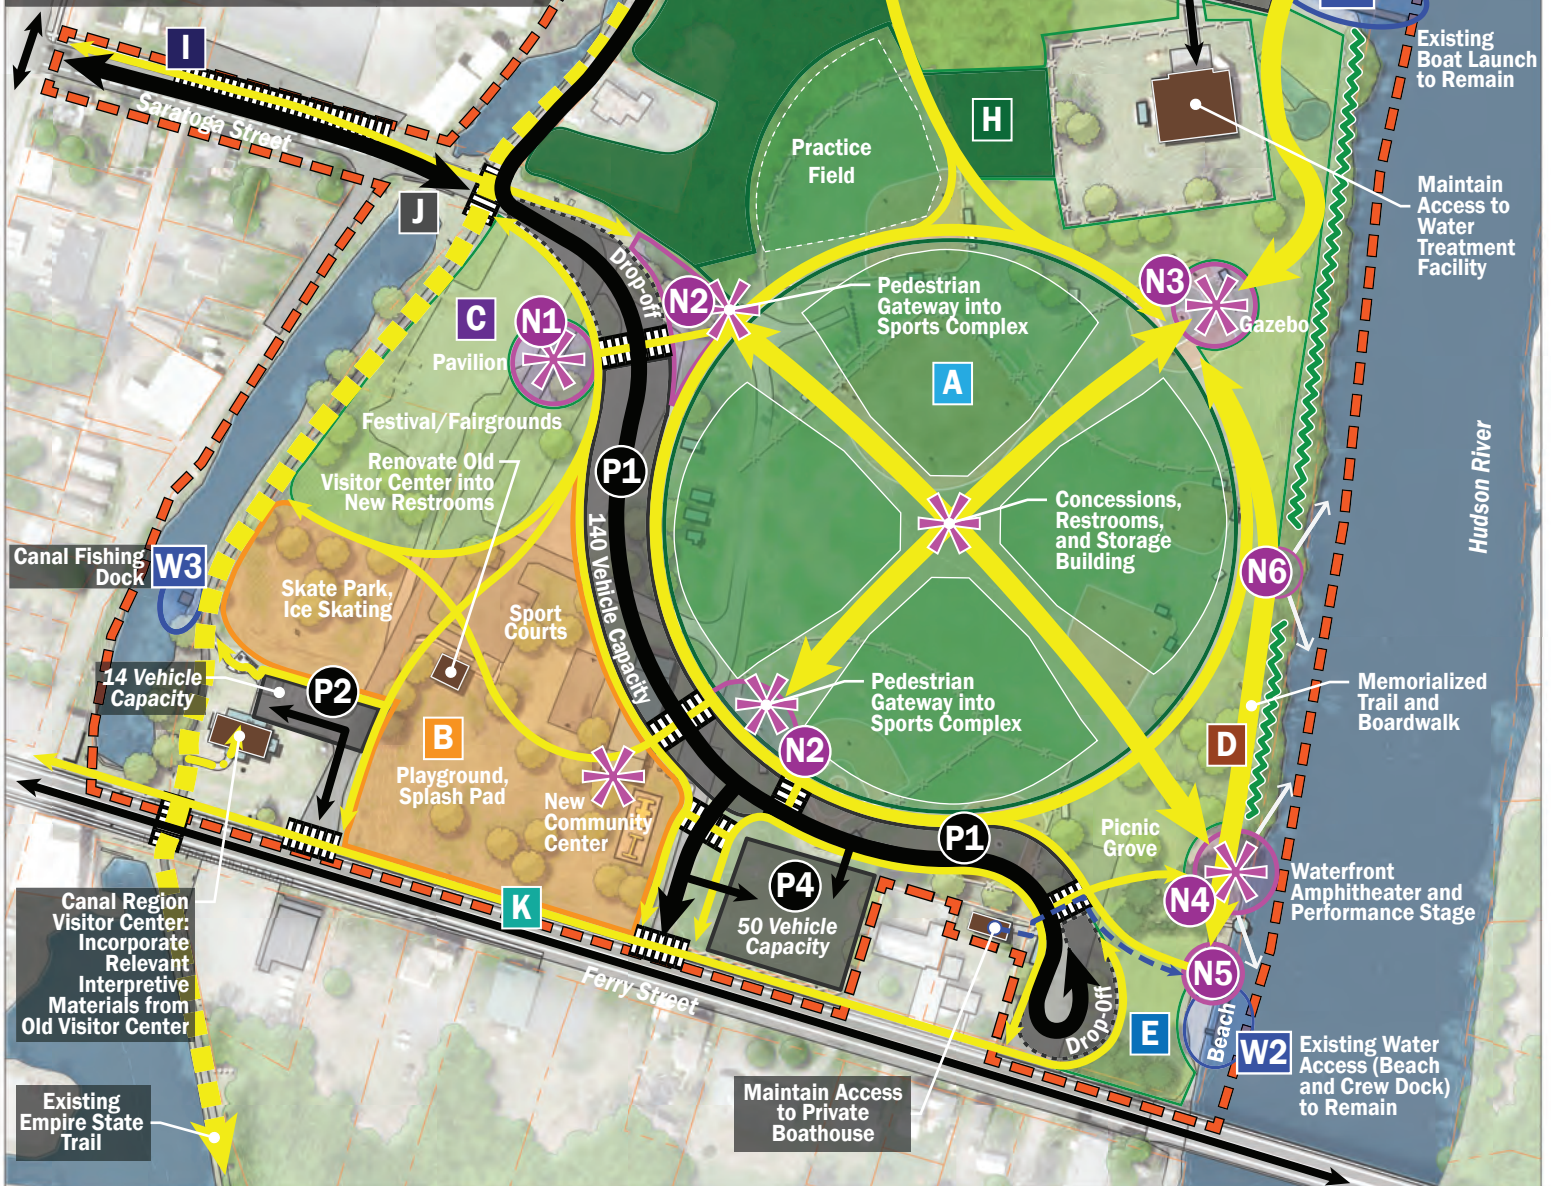 I
Saratoga Street
J
Existing
Boat Launch
to Remain
H
Practice
Field
Maintain
Access to
Water
Treatment
Facility
Drop-off
N2
Pedestrian
Gateway into
Sports Complex
N3
Gazebo
C
N1
Pavilion
A
Festival/Fairgrounds
Renovate Old
Visitor Center into
New Restrooms
P1
140 Vehicle Capacity
Concessions,
Restrooms,
and Storage
Building
Hudson River
Canal Fishing
Dock
W3
Skate Park,
Ice Skating
Sport
Courts
N6
14 Vehicle
Capacity
P2
Pedestrian
Gateway into
Sports Complex
N2
Memorialized
Trail and
Boardwalk
D
B
Playground,
Splash Pad
New
Community
Center
P1
Picnic
Grove
P4
50 Vehicle
Capacity
N4
Waterfront
Amphitheater and
Performance Stage
K
Canal Region
Visitor Center:
Incorporate
Relevant
Interpretive
Materials from
Old Visitor Center
Ferry Street
N5
Drop-off
E
Beach
W2
Existing Water
Access (Beach
and Crew Dock)
to Remain
Existing
Empire State
Trail
Maintain Access
to Private
Boathouse